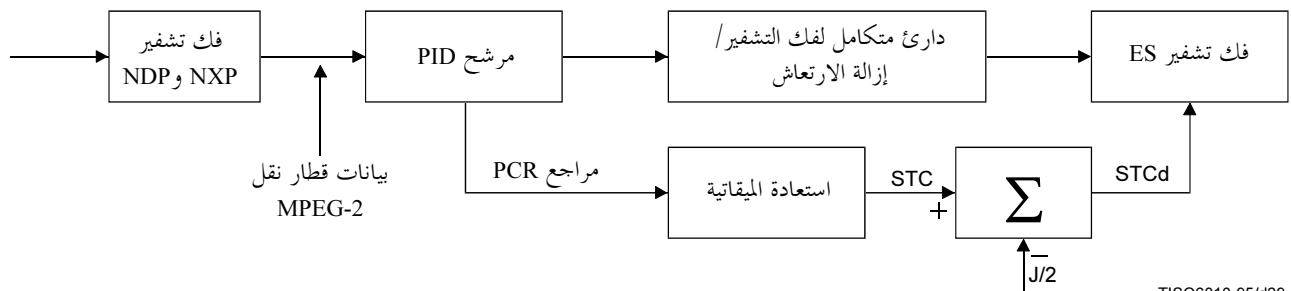 فك تشفير
NDP و NXP
مرشح PID
دارئ متكامل لفك التشفير/
إزالة الارتعاش
فك تشفير ES
بيانات قطار نقل
MPEG-2
مراجع PCR
استعادة الميقاتية
STC
+
Σ
STCd
–
J/2